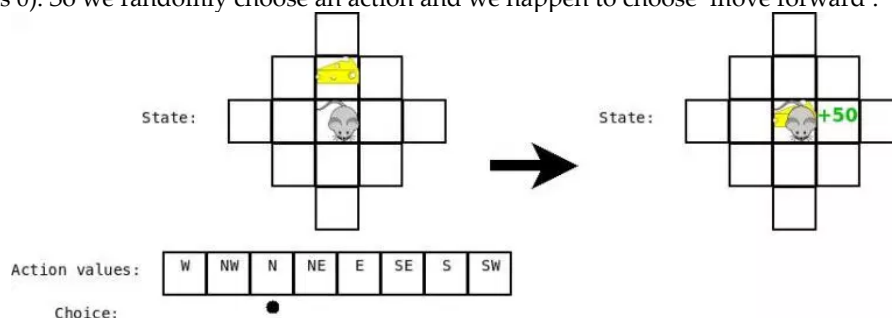 s 0). So we randomly choose an action and we happen to choose 'move forward'.
State:
State:
+50
Action values: W NW N NE E SE S SW
Choice: